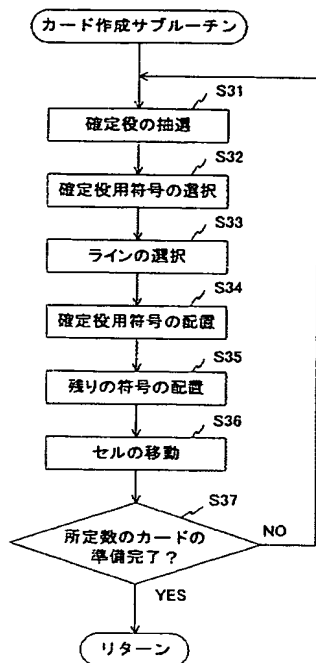 カード作成サブルーチン
S31
確定役の抽選
S32
確定役用符号の選択
S33
ラインの選択
S34
確定役用符号の配置
S35
残りの符号の配置
S36
セルの移動
S37
所定数のカードの
準備完了？
NO
YES
リターン